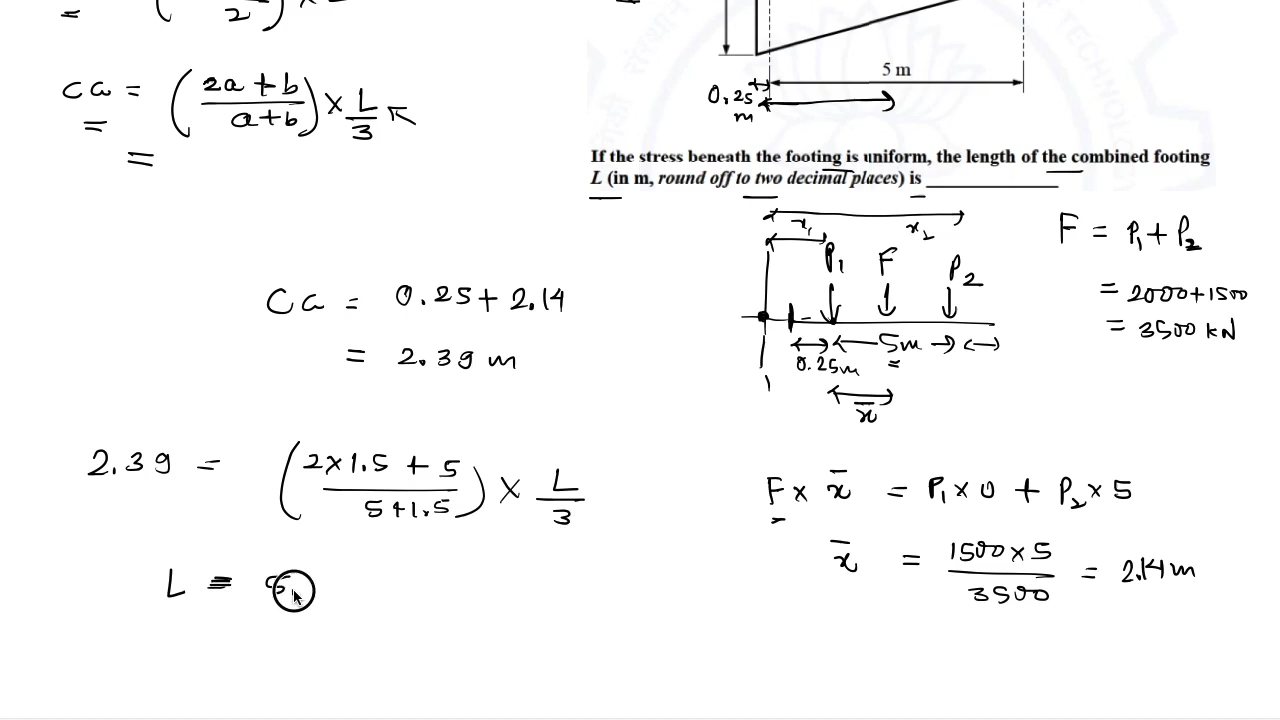 = ( 2 ) ×
ca = (2a + b / a + b) × L/3
=
=
5 m
0.25 m
If the stress beneath the footing is uniform, the length of the combined footing
L (in m, round off to two decimal places) is ____________
x₁
x₂
P₁ F P₂
5m
0.25m
=
x̄
F = P₁ + P₂
= 2000+1500
= 3500 kN
Ca = 0.25 + 2.14
= 2.39 m
2.39 = (2×1.5 + 5 / 5+1.5) × L/3
L = 5.
F × x̄ = P₁ × 0 + P₂ × 5
x̄ = 1500 × 5 / 3500 = 2.14 m